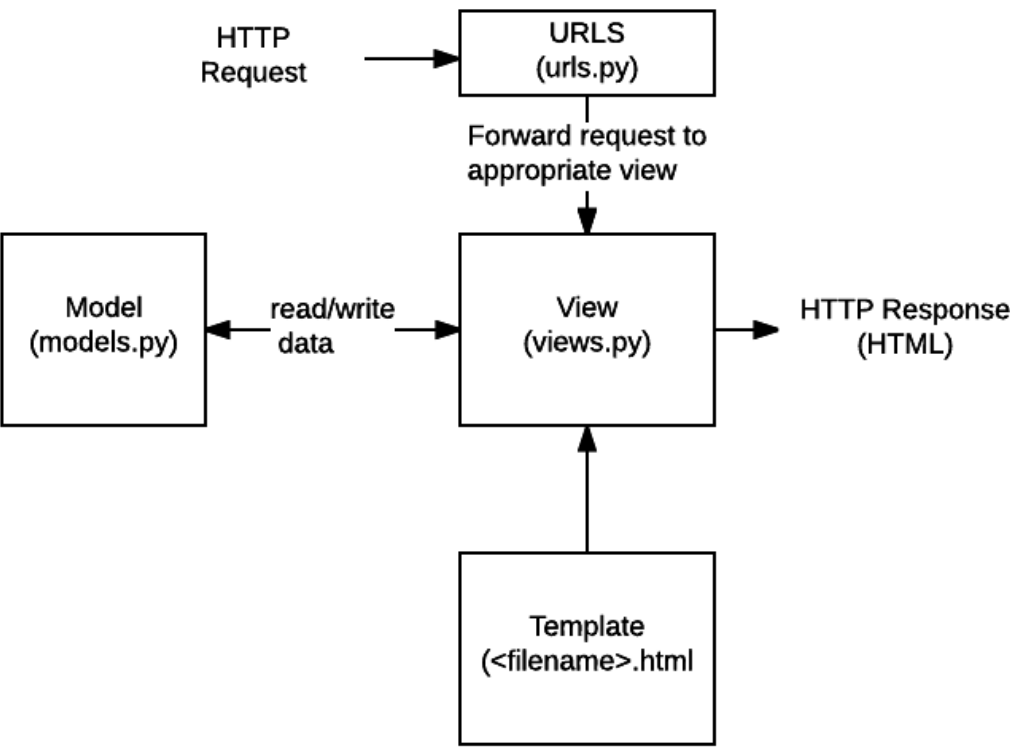 HTTP
Request
URLS
(urls.py)
Forward request to
appropriate view
Model
(models.py)
read/write
data
View
(views.py)
HTTP Response
(HTML)
Template
(<filename>.html